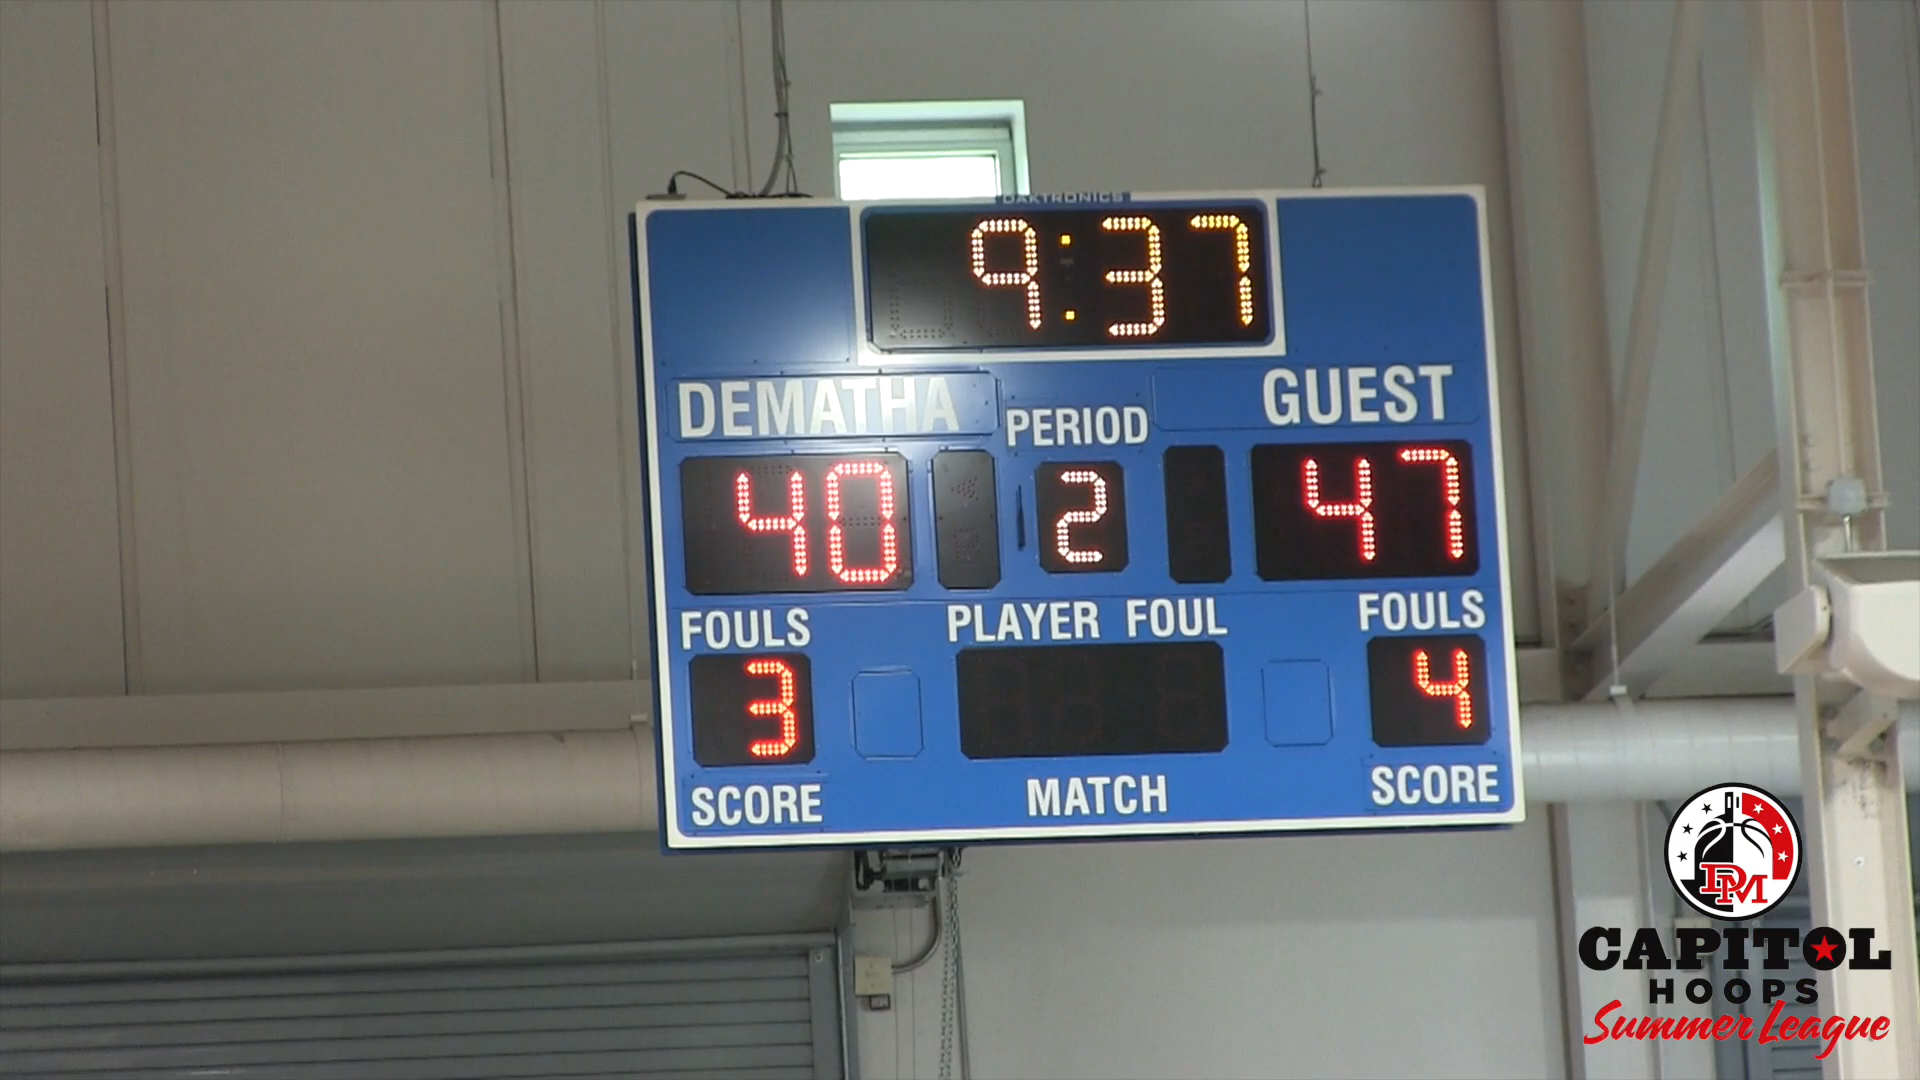 DAKTRONICS
9:37
DEMATHA
PERIOD
GUEST
40
2
47
FOULS
PLAYER FOUL
FOULS
3
4
SCORE
MATCH
SCORE
DM
CAPITOL
HOOPS
Summer League